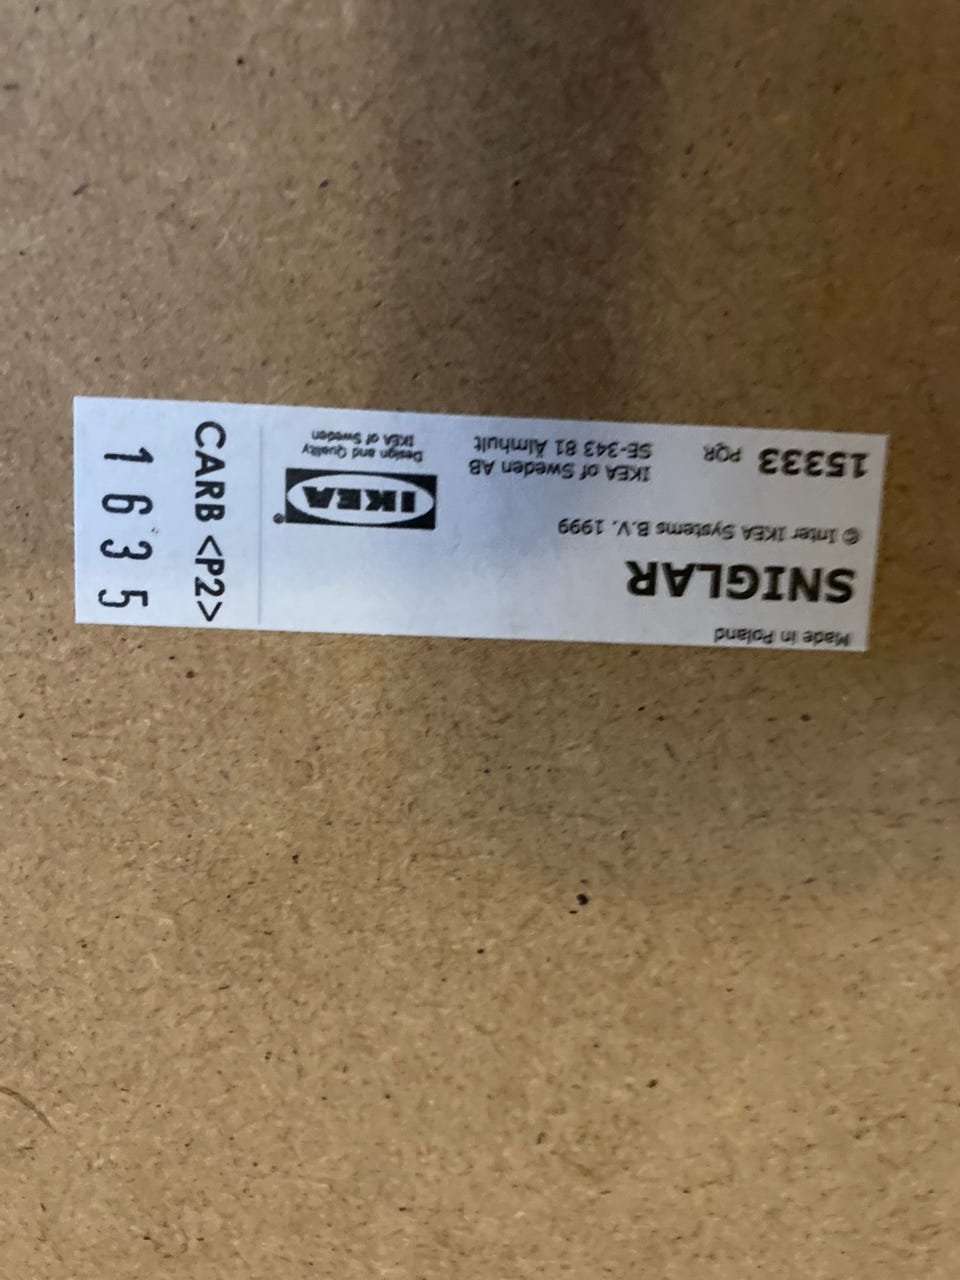 Made in Poland
SNIGLAR
© Inter IKEA Systems B.V. 1999
15333 PQR
IKEA of Sweden AB
SE-343 81 Älmhult
IKEA®
Design and Quality
IKEA of Sweden
CARB <P2>
1635